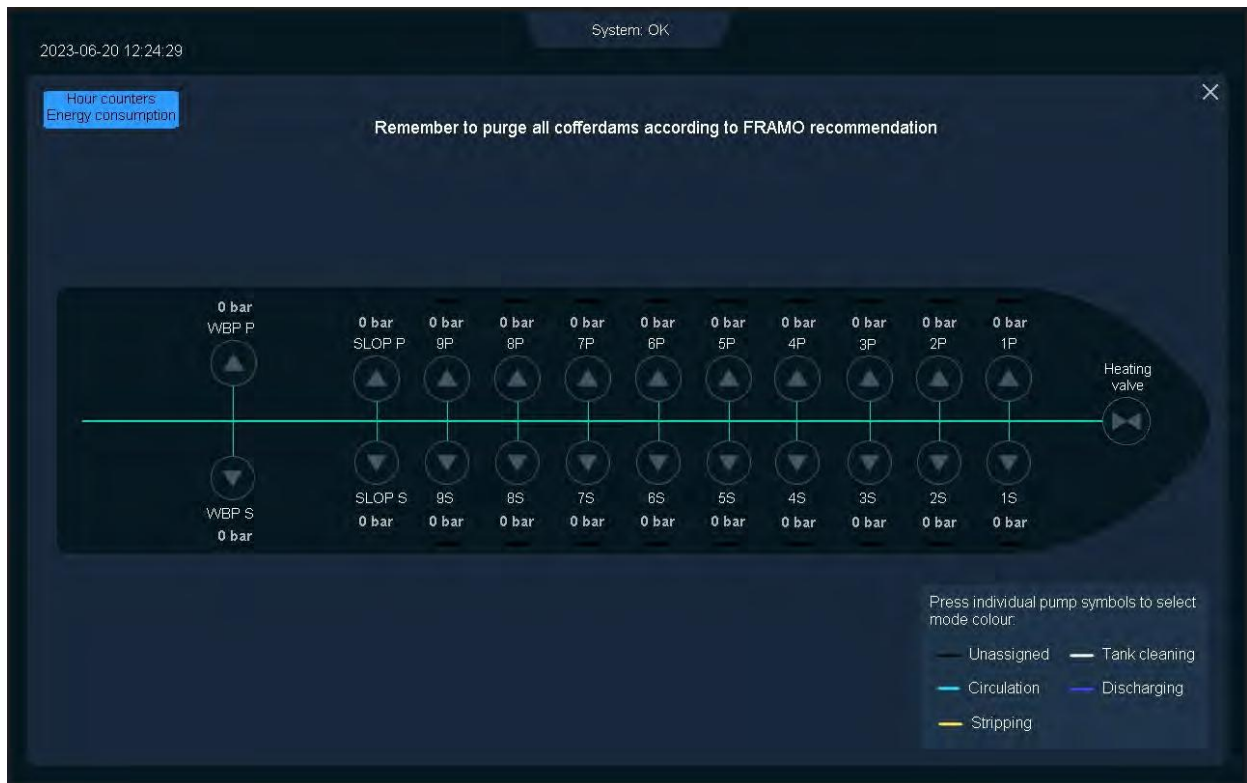 System: OK
2023-06-20 12:24:29
Hour counters
Energy consumption
Remember to purge all cofferdams according to FRAMO recommendation
0 bar
WBP P
0 bar 0 bar 0 bar 0 bar 0 bar 0 bar 0 bar 0 bar 0 bar 0 bar
SLOP P 9P 8P 7P 6P 5P 4P 3P 2P 1P
Heating
valve
SLOP S 9S 8S 7S 6S 5S 4S 3S 2S 1S
0 bar 0 bar 0 bar 0 bar 0 bar 0 bar 0 bar 0 bar 0 bar 0 bar
WBP S
0 bar
Press individual pump symbols to select
mode colour:
Unassigned Tank cleaning
Circulation Discharging
Stripping